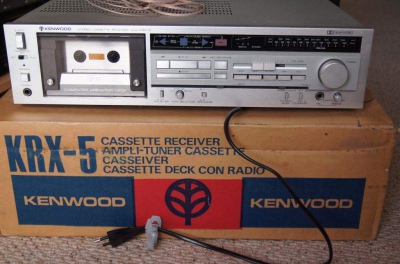 KENWOOD
KRX-5
CASSETTE RECEIVER
AMPLI-TUNER CASSETTE
CASSEIVER
CASSETTE DECK CON RADIO
KENWOOD
KENWOOD